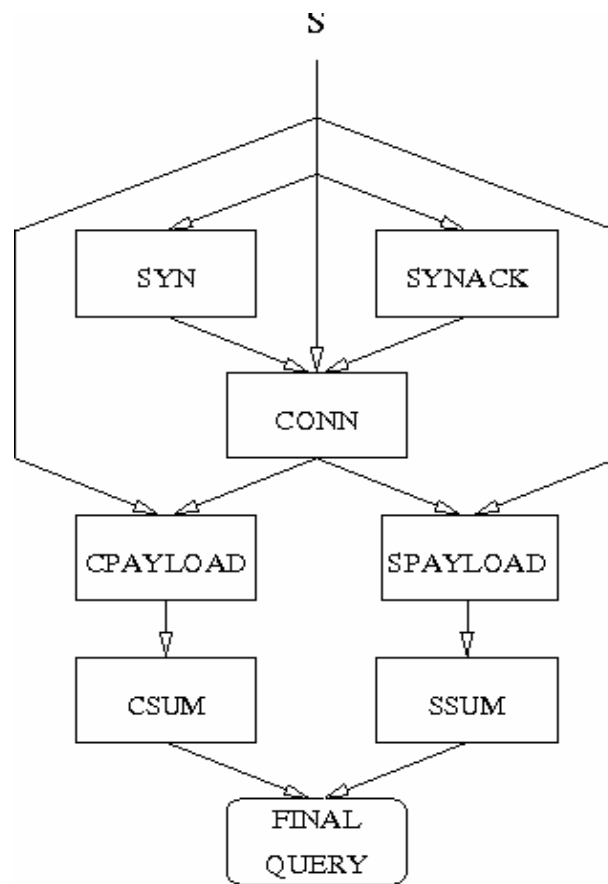 S
SYN
SYNACK
CONN
CPAYLOAD
SPAYLOAD
CSUM
SSUM
FINAL
QUERY